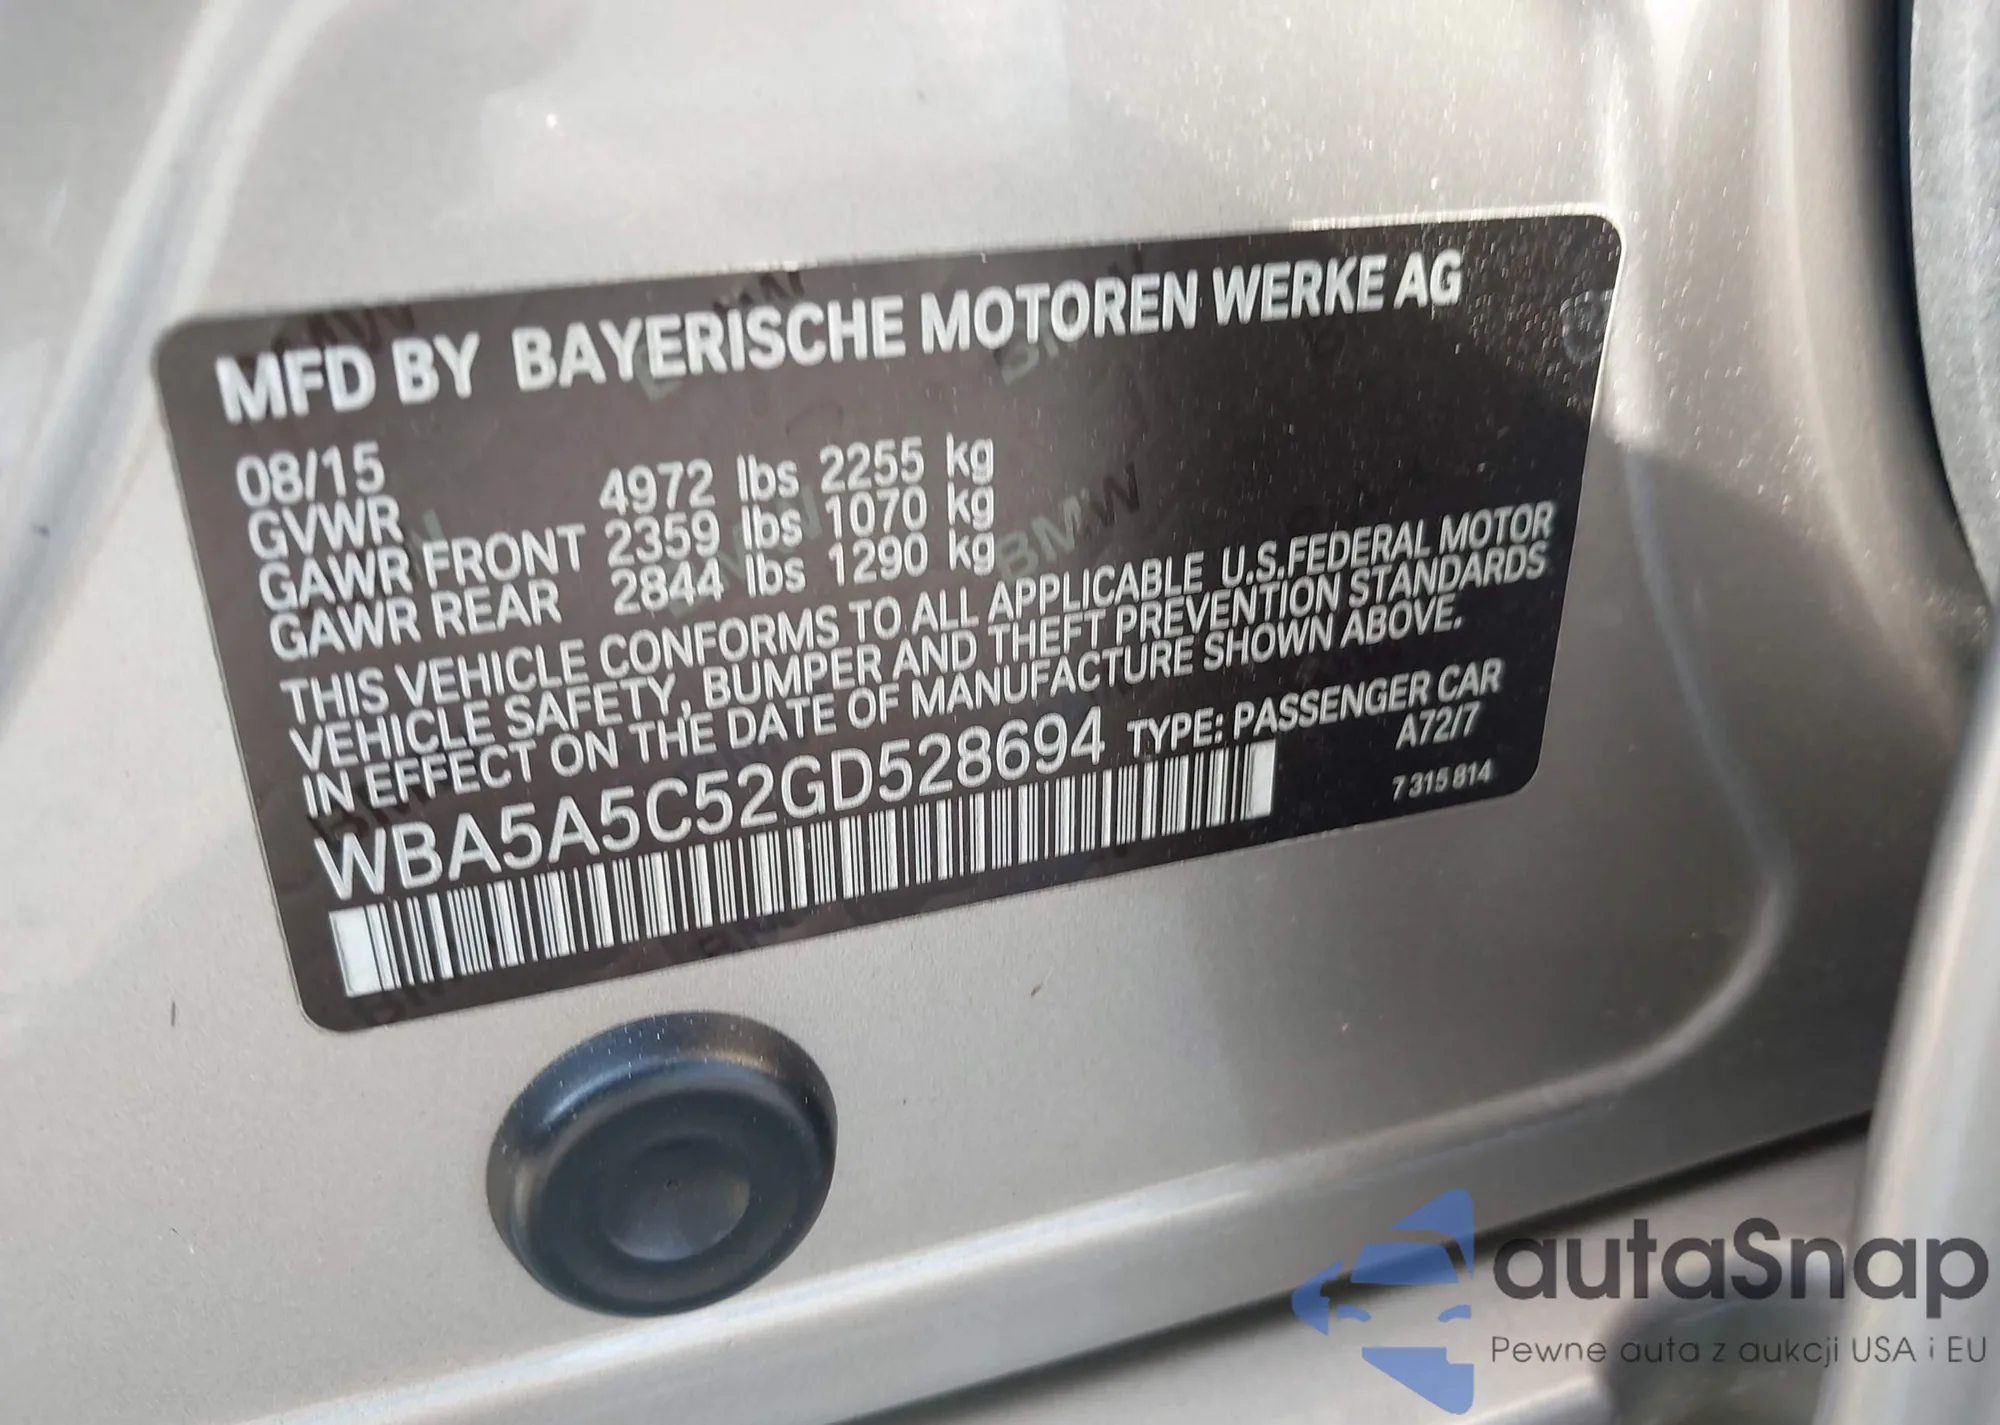 MFD BY BAYERISCHE MOTOREN WERKE AG
08/15
GVWR 4972 lbs 2255 kg
GAWR FRONT 2359 lbs 1070 kg
GAWR REAR 2844 lbs 1290 kg
THIS VEHICLE CONFORMS TO ALL APPLICABLE U.S.FEDERAL MOTOR
VEHICLE SAFETY, BUMPER AND THEFT PREVENTION STANDARDS
IN EFFECT ON THE DATE OF MANUFACTURE SHOWN ABOVE.
WBA5A5C52GD528694 TYPE: PASSENGER CAR
A72/7
7 315 814
autaSnap
Pewne auta z aukcji USA i EU